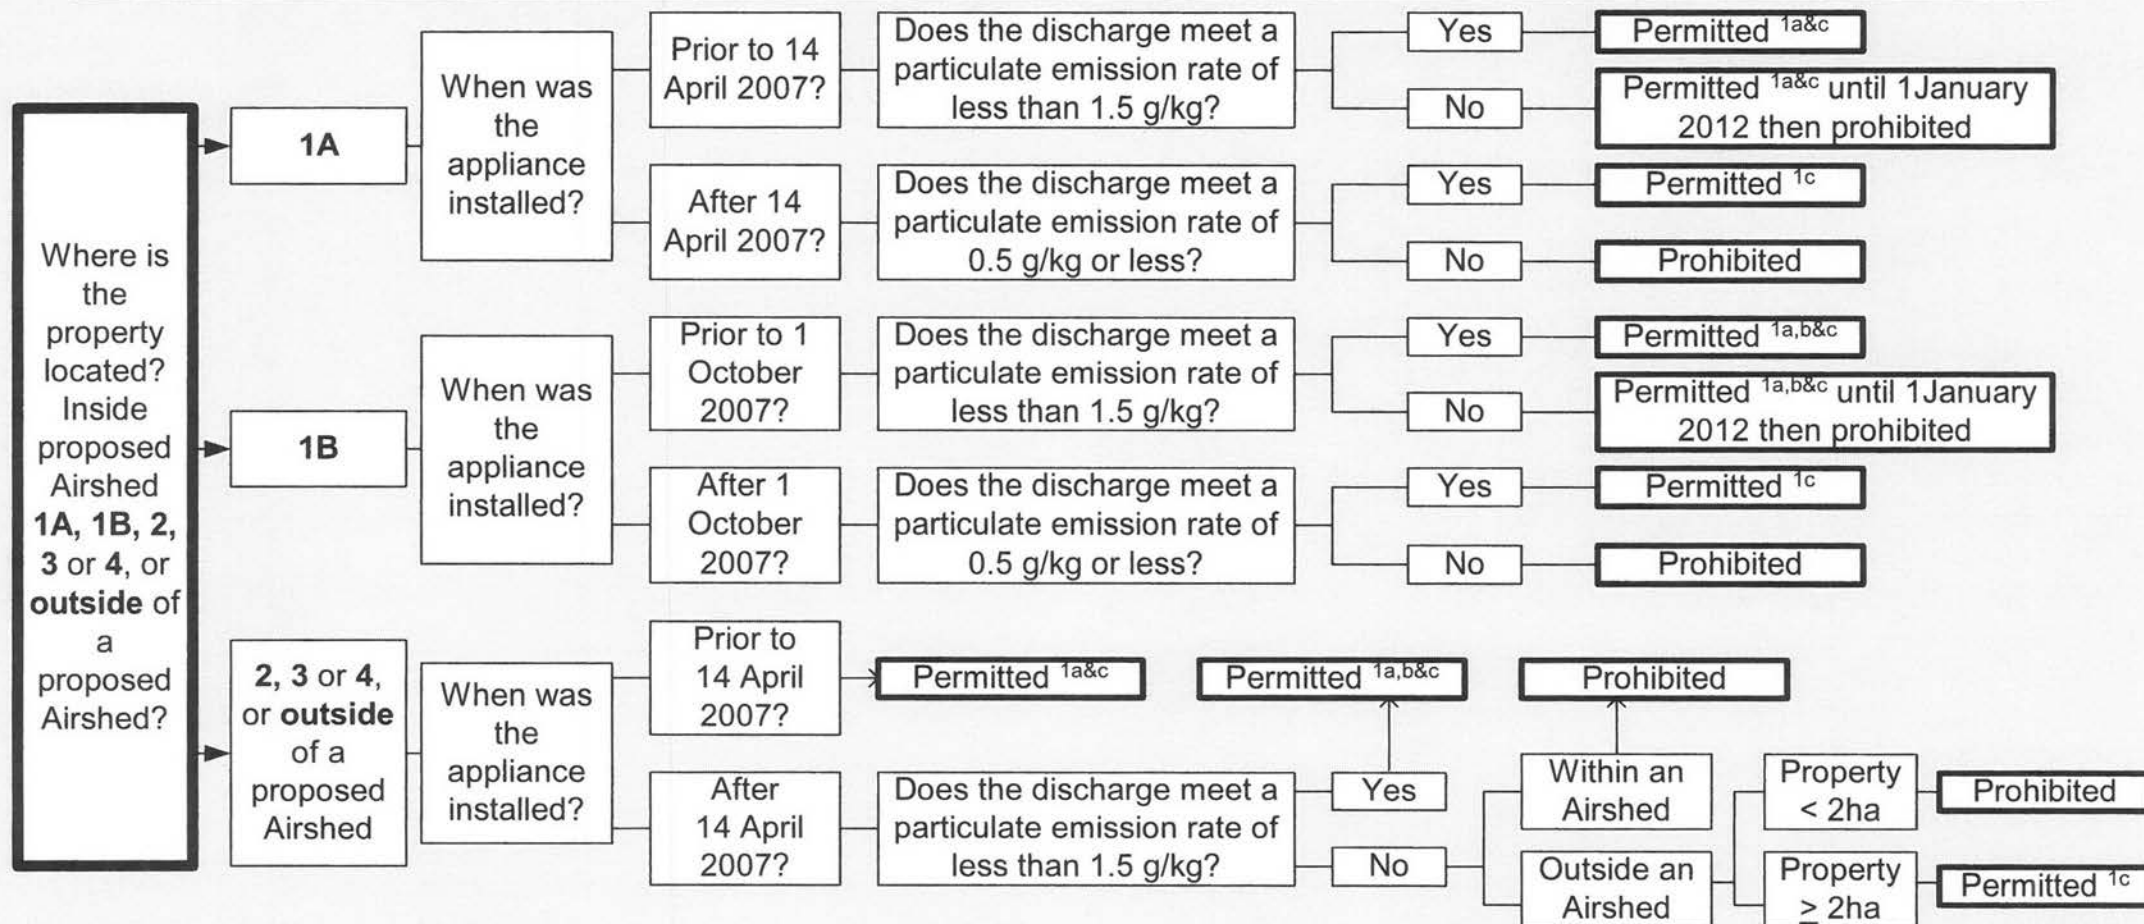 Where is
the
property
located?
Inside
proposed
Airshed
1A, 1B, 2,
3 or 4, or
outside of
a
proposed
Airshed?
1A
When was
the
appliance
installed?
Prior to 14
April 2007?
Does the discharge meet a
particulate emission rate of
less than 1.5 g/kg?
Yes
Permitted 1a&c
No
Permitted 1a&c until 1January
2012 then prohibited
After 14
April 2007?
Does the discharge meet a
particulate emission rate of
0.5 g/kg or less?
Yes
Permitted 1c
No
Prohibited
1B
When was
the
appliance
installed?
Prior to 1
October
2007?
Does the discharge meet a
particulate emission rate of
less than 1.5 g/kg?
Yes
Permitted 1a,b&c
No
Permitted 1a,b&c until 1January
2012 then prohibited
After 1
October
2007?
Does the discharge meet a
particulate emission rate of
0.5 g/kg or less?
Yes
Permitted 1c
No
Prohibited
2, 3 or 4,
or outside
of a
proposed
Airshed
When was
the
appliance
installed?
Prior to
14 April
2007?
Permitted 1a&c
After
14 April
2007?
Does the discharge meet a
particulate emission rate of
less than 1.5 g/kg?
Yes
Permitted 1a,b&c
No
Within an
Airshed
Prohibited
Outside an
Airshed
Property
< 2ha
Prohibited
Property
≥ 2ha
Permitted 1c